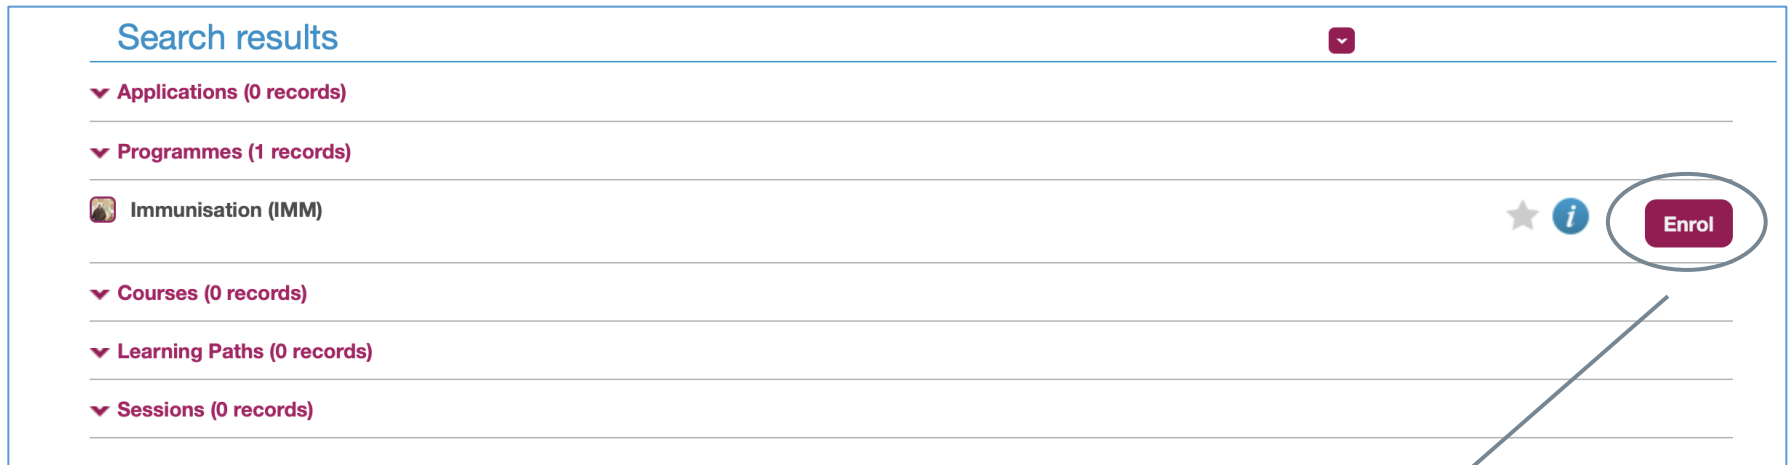 Search results
Applications (0 records)
Programmes (1 records)
Immunisation (IMM)
i
Enrol
Courses (0 records)
Learning Paths (0 records)
Sessions (0 records)